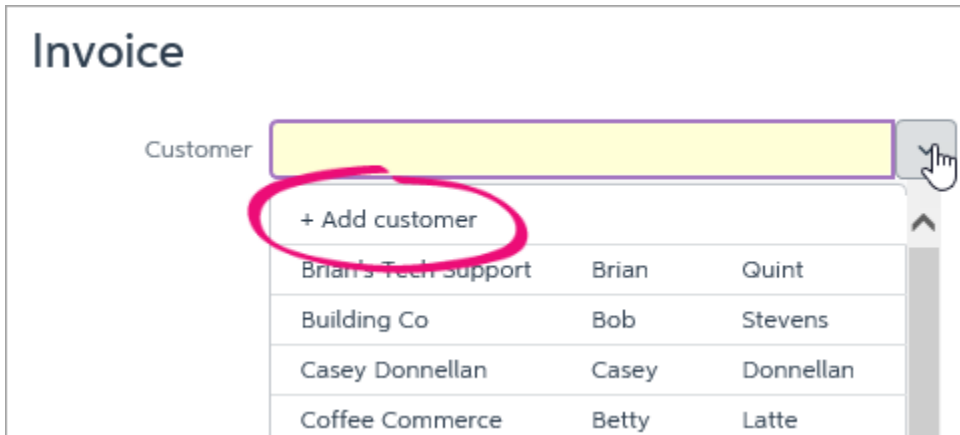 Invoice
Customer
+ Add customer
Brian's Tech Support Brian Quint
Building Co Bob Stevens
Casey Donnellan Casey Donnellan
Coffee Commerce Betty Latte